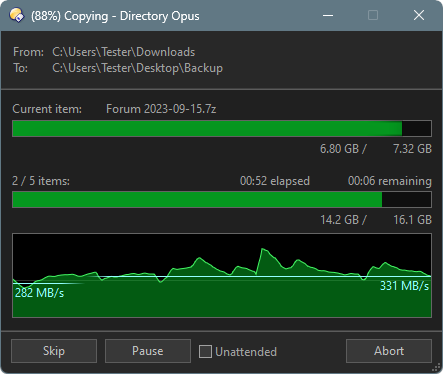 (88%) Copying - Directory Opus
From: C:\Users\Tester\Downloads
To: C:\Users\Tester\Desktop\Backup
Current item: Forum 2023-09-15.7z
6.80 GB / 7.32 GB
2 / 5 items: 00:52 elapsed 00:06 remaining
14.2 GB / 16.1 GB
331 MB/s
282 MB/s
Skip Pause Unattended Abort